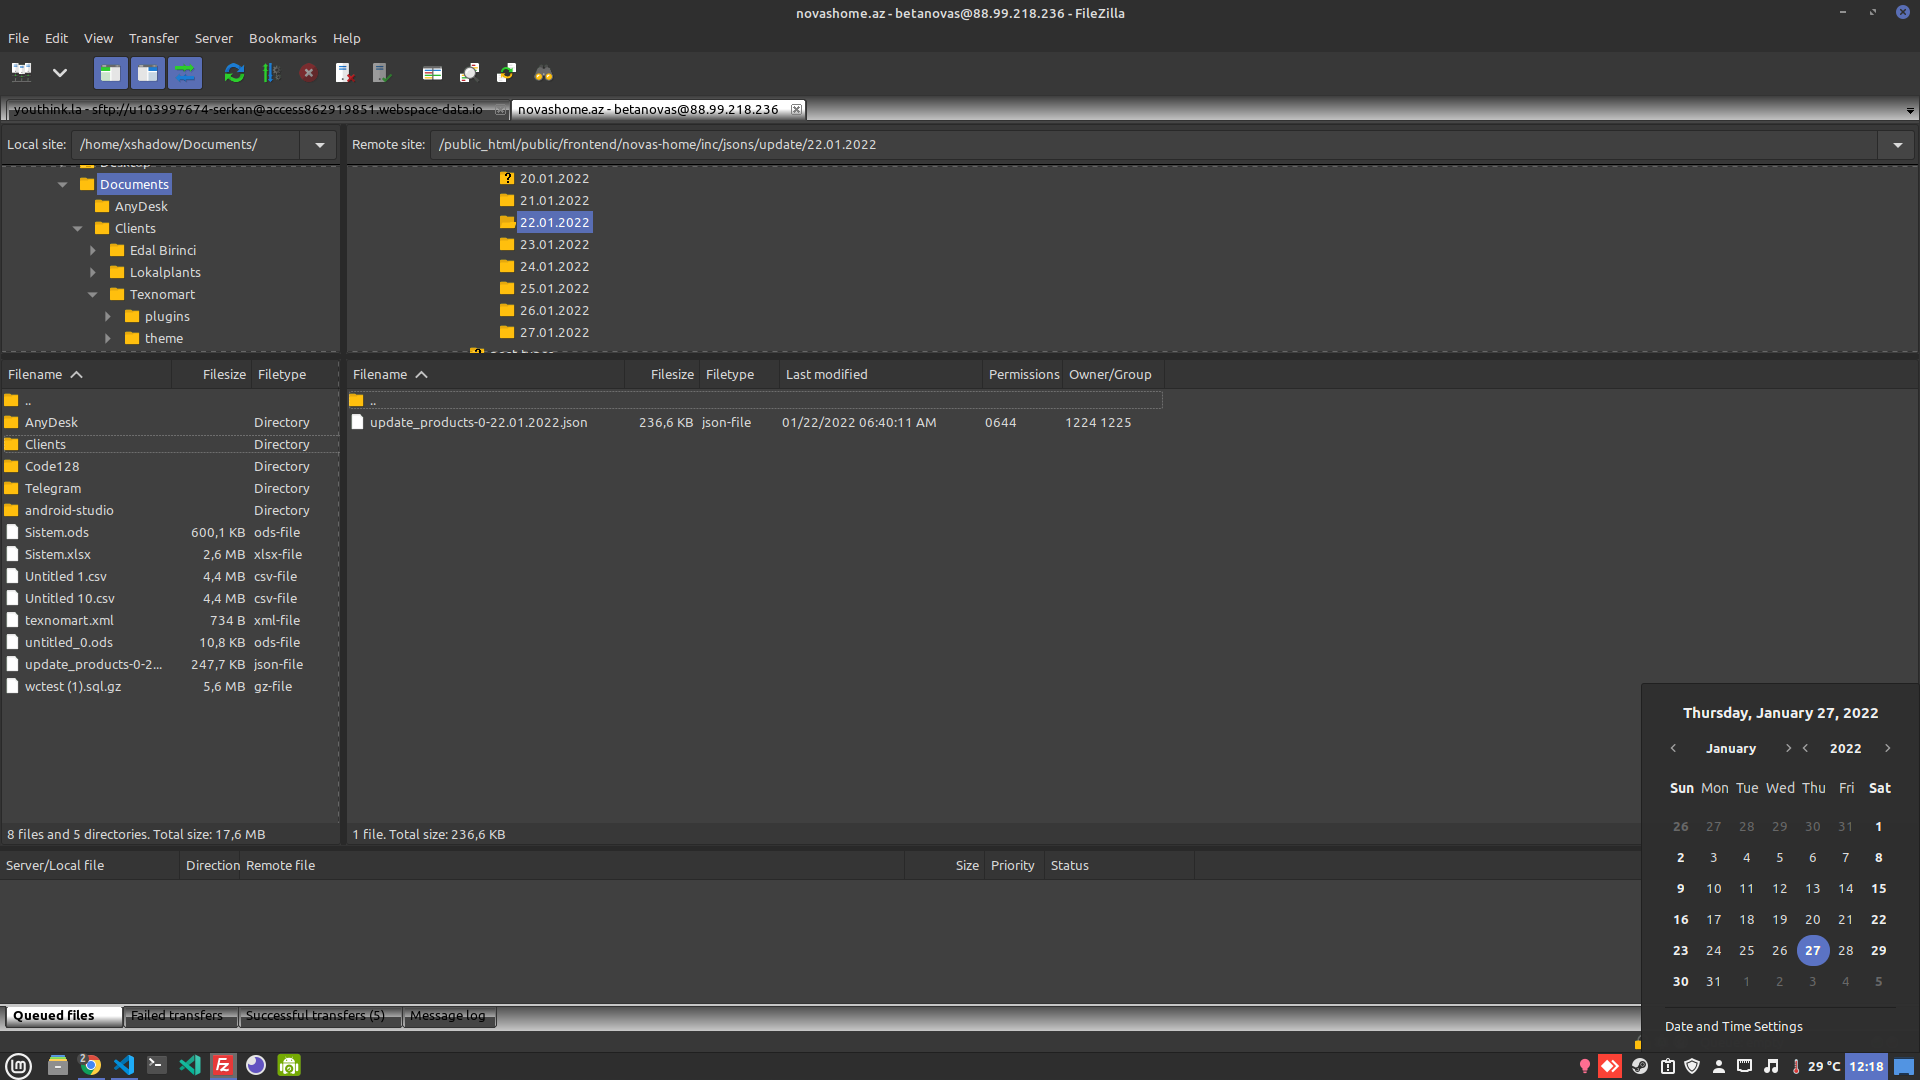 novashome.az - betanovas@88.99.218.236 - FileZilla
File Edit View Transfer Server Bookmarks Help
youthink.la - sftp://u103997674-serkan@access862919851.webspace-data.io novashome.az - betanovas@88.99.218.236
Local site: /home/xshadow/Documents/
Remote site: /public_html/public/frontend/novas-home/inc/jsons/update/22.01.2022
Desktop
Documents
AnyDesk
Clients
Edal Birinci
Lokalplants
Texnomart
plugins
theme
20.01.2022
21.01.2022
22.01.2022
23.01.2022
24.01.2022
25.01.2022
26.01.2022
27.01.2022
Filename Filesize Filetype
..
AnyDesk Directory
Clients Directory
Code128 Directory
Telegram Directory
android-studio Directory
Sistem.ods 600,1 KB ods-file
Sistem.xlsx 2,6 MB xlsx-file
Untitled 1.csv 4,4 MB csv-file
Untitled 10.csv 4,4 MB csv-file
texnomart.xml 734 B xml-file
untitled_0.ods 10,8 KB ods-file
update_products-0-2... 247,7 KB json-file
wctest (1).sql.gz 5,6 MB gz-file
8 files and 5 directories. Total size: 17,6 MB
Filename Filesize Filetype Last modified Permissions Owner/Group
..
update_products-0-22.01.2022.json 236,6 KB json-file 01/22/2022 06:40:11 AM 0644 1224 1225
1 file. Total size: 236,6 KB
Server/Local file Direction Remote file Size Priority Status
Queued files Failed transfers Successful transfers (5) Message log
Thursday, January 27, 2022
January 2022
Sun Mon Tue Wed Thu Fri Sat
26 27 28 29 30 31 1
2 3 4 5 6 7 8
9 10 11 12 13 14 15
16 17 18 19 20 21 22
23 24 25 26 27 28 29
30 31 1 2 3 4 5
Date and Time Settings
2
Fz
29 °C 12:18